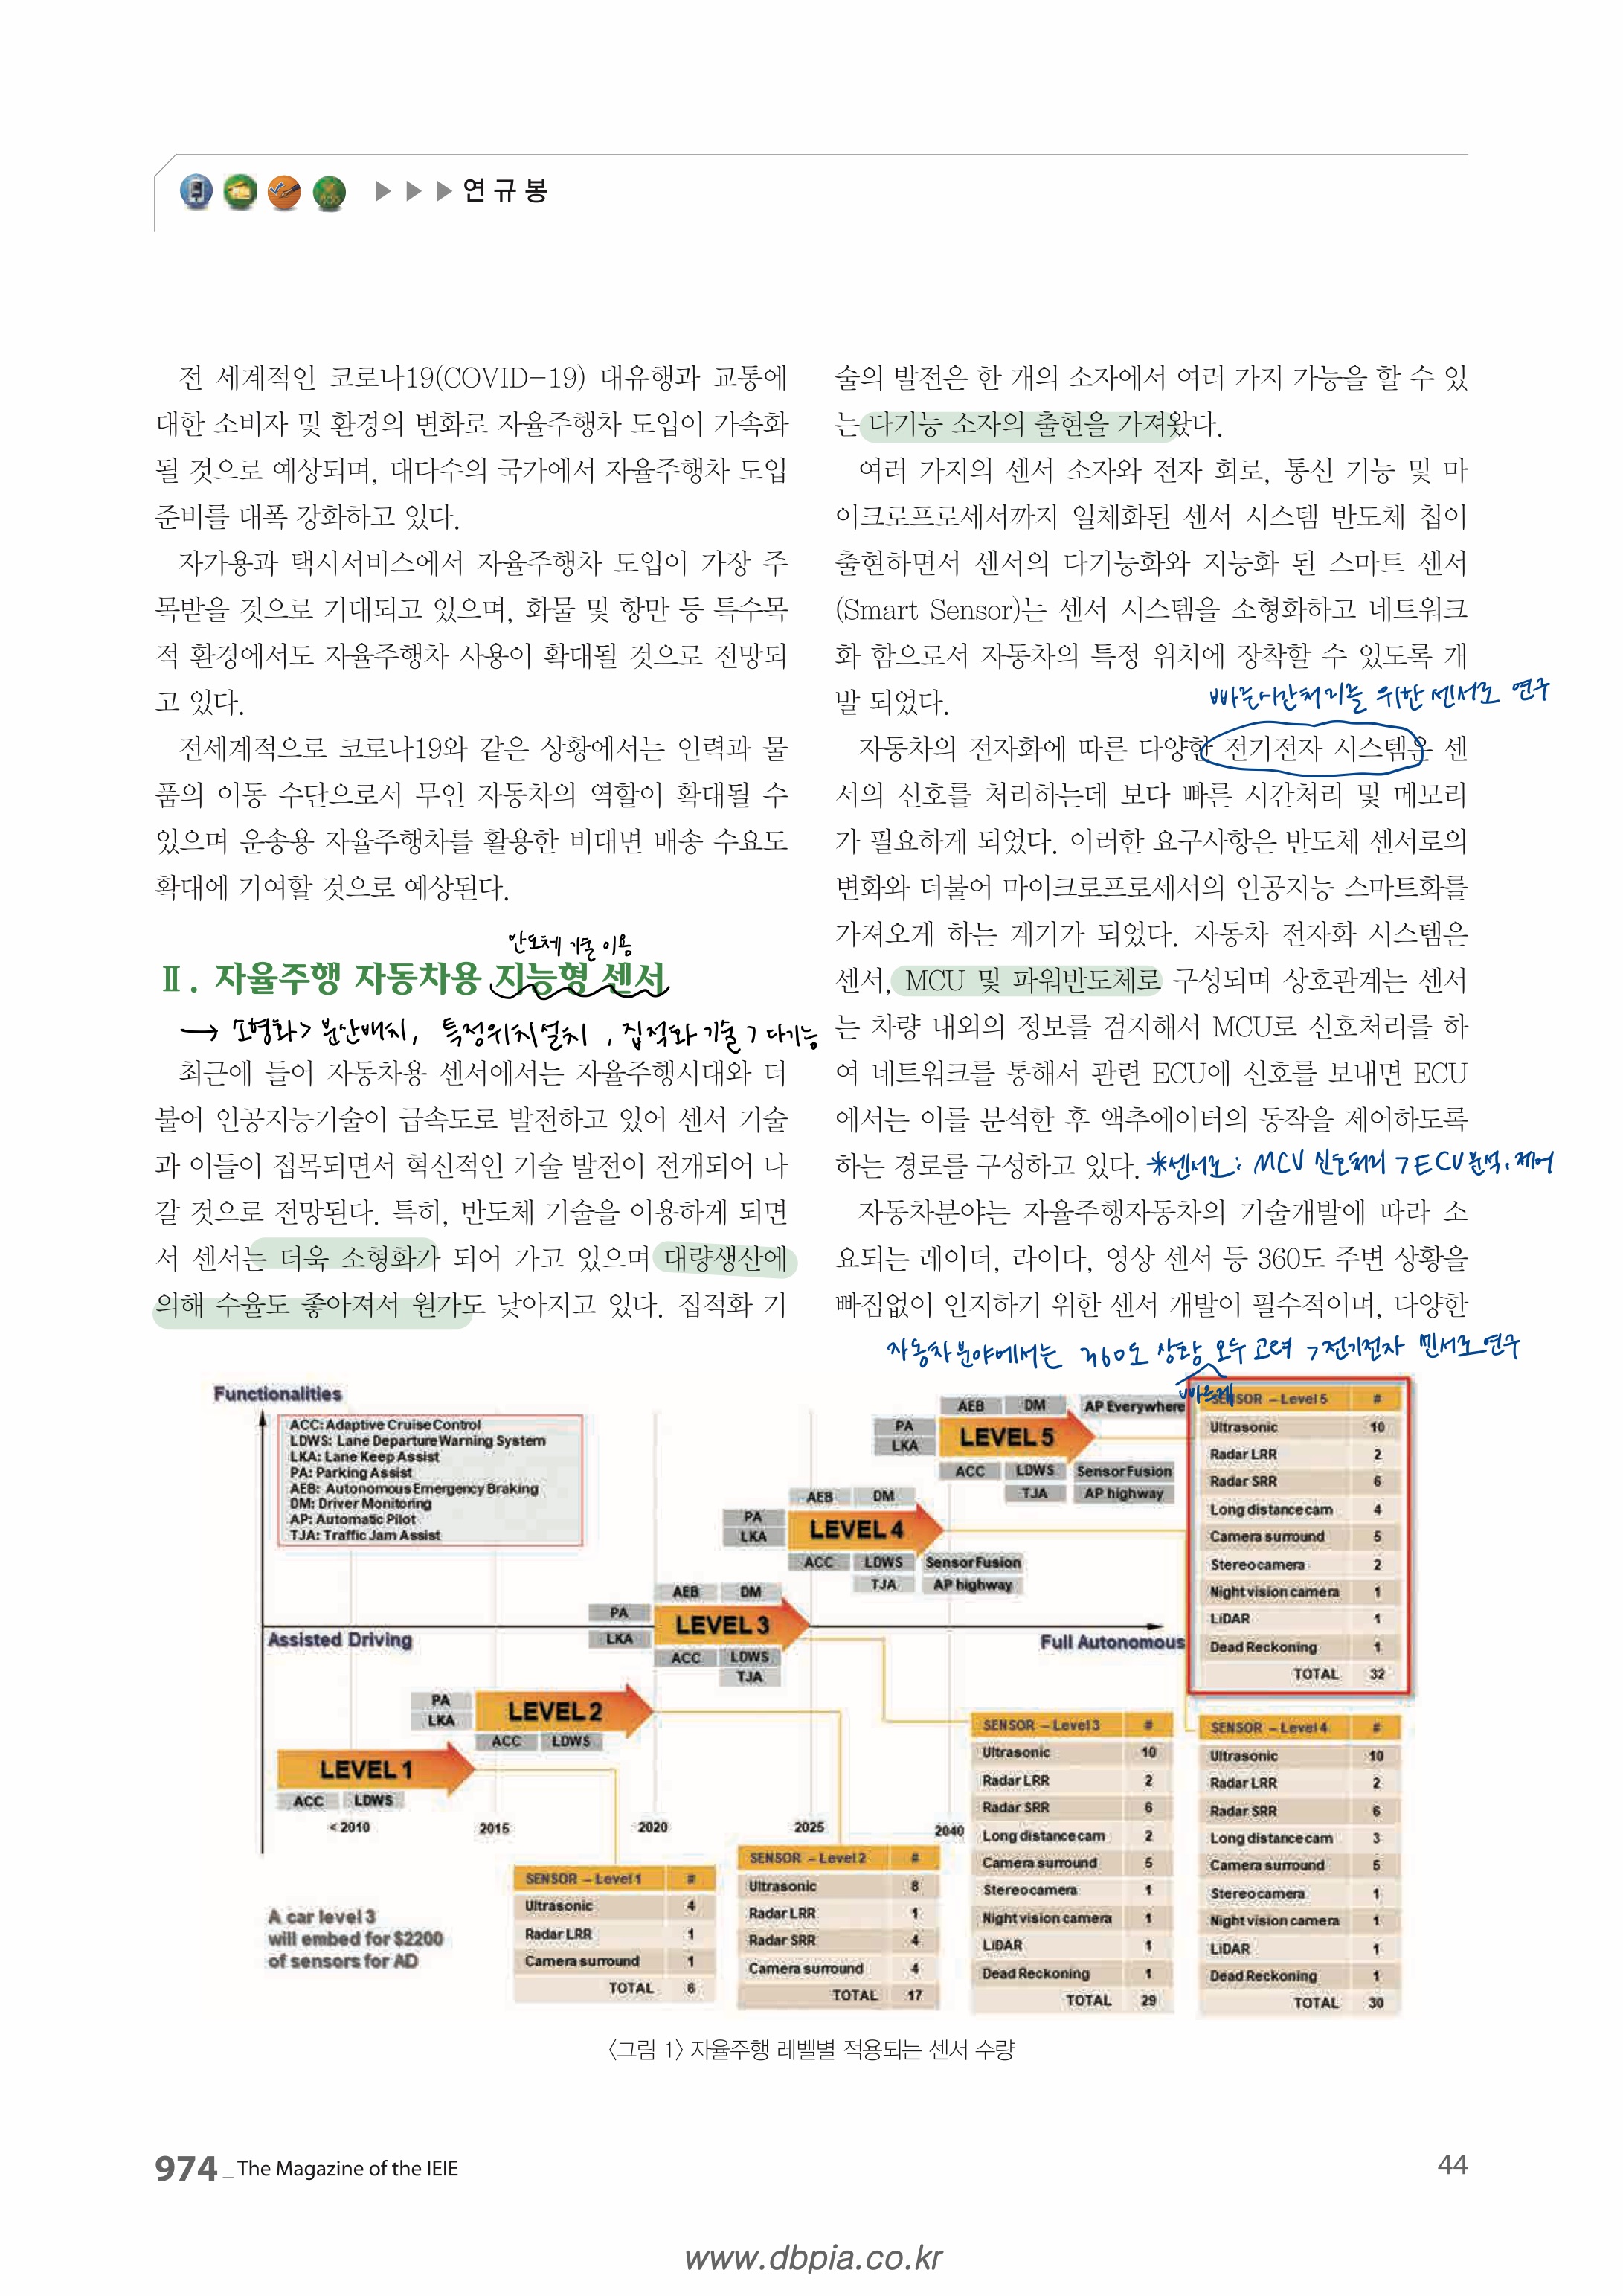 연규봉
전 세계적인 코로나19(COVID-19) 대유행과 교통에
대한 소비자 및 환경의 변화로 자율주행차 도입이 가속화
될 것으로 예상되며, 대다수의 국가에서 자율주행차 도입
준비를 대폭 강화하고 있다.
자가용과 택시서비스에서 자율주행차 도입이 가장 주
목받을 것으로 기대되고 있으며, 화물 및 항만 등 특수목
적 환경에서도 자율주행차 사용이 확대될 것으로 전망되
고 있다.
전세계적으로 코로나19와 같은 상황에서는 인력과 물
품의 이동 수단으로서 무인 자동차의 역할이 확대될 수
있으며 운송용 자율주행차를 활용한 비대면 배송 수요도
확대에 기여할 것으로 예상된다.
반도체 기술 이용
Ⅱ. 자율주행 자동차용 지능형 센서
→ 소형화 > 분산배치, 특정위치설치, 집적화 기술 > 다기능
최근에 들어 자동차용 센서에서는 자율주행시대와 더
불어 인공지능기술이 급속도로 발전하고 있어 센서 기술
과 이들이 접목되면서 혁신적인 기술 발전이 전개되어 나
갈 것으로 전망된다. 특히, 반도체 기술을 이용하게 되면
서 센서는 더욱 소형화가 되어 가고 있으며 대량생산에
의해 수율도 좋아져서 원가도 낮아지고 있다. 집적화 기
술의 발전은 한 개의 소자에서 여러 가지 가능을 할 수 있
는 다기능 소자의 출현을 가져왔다.
여러 가지의 센서 소자와 전자 회로, 통신 기능 및 마
이크로프로세서까지 일체화된 센서 시스템 반도체 칩이
출현하면서 센서의 다기능화와 지능화 된 스마트 센서
(Smart Sensor)는 센서 시스템을 소형화하고 네트워크
화 함으로서 자동차의 특정 위치에 장착할 수 있도록 개
발 되었다.
빠른시간처리를 위한 센서로 연구
자동차의 전자화에 따른 다양한 전기전자 시스템은 센
서의 신호를 처리하는데 보다 빠른 시간처리 및 메모리
가 필요하게 되었다. 이러한 요구사항은 반도체 센서로의
변화와 더불어 마이크로프로세서의 인공지능 스마트화를
가져오게 하는 계기가 되었다. 자동차 전자화 시스템은
센서, MCU 및 파워반도체로 구성되며 상호관계는 센서
는 차량 내외의 정보를 검지해서 MCU로 신호처리를 하
여 네트워크를 통해서 관련 ECU에 신호를 보내면 ECU
에서는 이를 분석한 후 액추에이터의 동작을 제어하도록
하는 경로를 구성하고 있다. *센서로: MCU 신호처리 > ECU분석, 제어
자동차분야는 자율주행자동차의 기술개발에 따라 소
요되는 레이더, 라이다, 영상 센서 등 360도 주변 상황을
빠짐없이 인지하기 위한 센서 개발이 필수적이며, 다양한
자동차분야에서는 360도 상황 모두 고려 > 전기전자 센서로 연구
빠르게
Functionalities
ACC: Adaptive Cruise Control
LDWS: Lane Departure Warning System
LKA: Lane Keep Assist
PA: Parking Assist
AEB: Autonomous Emergency Braking
DM: Driver Monitoring
AP: Automatic Pilot
TJA: Traffic Jam Assist
AEB DM AP Everywhere
PA
LKA
LEVEL 5
ACC LDWS Sensor Fusion
TJA AP highway
AEB DM
PA
LKA
LEVEL 4
ACC LDWS Sensor Fusion
TJA AP highway
AEB DM
PA
LKA
LEVEL 3
ACC LDWS
TJA
Assisted Driving
Full Autonomous
PA
LKA
LEVEL 2
ACC LDWS
LEVEL 1
ACC LDWS
< 2010 2015 2020 2025 2040
SENSOR – Level 5 #
Ultrasonic 10
Radar LRR 2
Radar SRR 6
Long distance cam 4
Camera surround 5
Stereo camera 2
Night vision camera 1
LiDAR 1
Dead Reckoning 1
TOTAL 32
SENSOR – Level 1 #
Ultrasonic 4
Radar LRR 1
Camera surround 1
TOTAL 6
SENSOR – Level 2 #
Ultrasonic 8
Radar LRR 1
Radar SRR 4
Camera surround 4
TOTAL 17
SENSOR – Level 3 #
Ultrasonic 10
Radar LRR 2
Radar SRR 6
Long distance cam 2
Camera surround 5
Stereo camera 1
Night vision camera 1
LiDAR 1
Dead Reckoning 1
TOTAL 29
SENSOR – Level 4 #
Ultrasonic 10
Radar LRR 2
Radar SRR 6
Long distance cam 3
Camera surround 5
Stereo camera 1
Night vision camera 1
LiDAR 1
Dead Reckoning 1
TOTAL 30
A car level 3
will embed for $2200
of sensors for AD
〈그림 1〉 자율주행 레벨별 적용되는 센서 수량
974 _ The Magazine of the IEIE
44
www.dbpia.co.kr